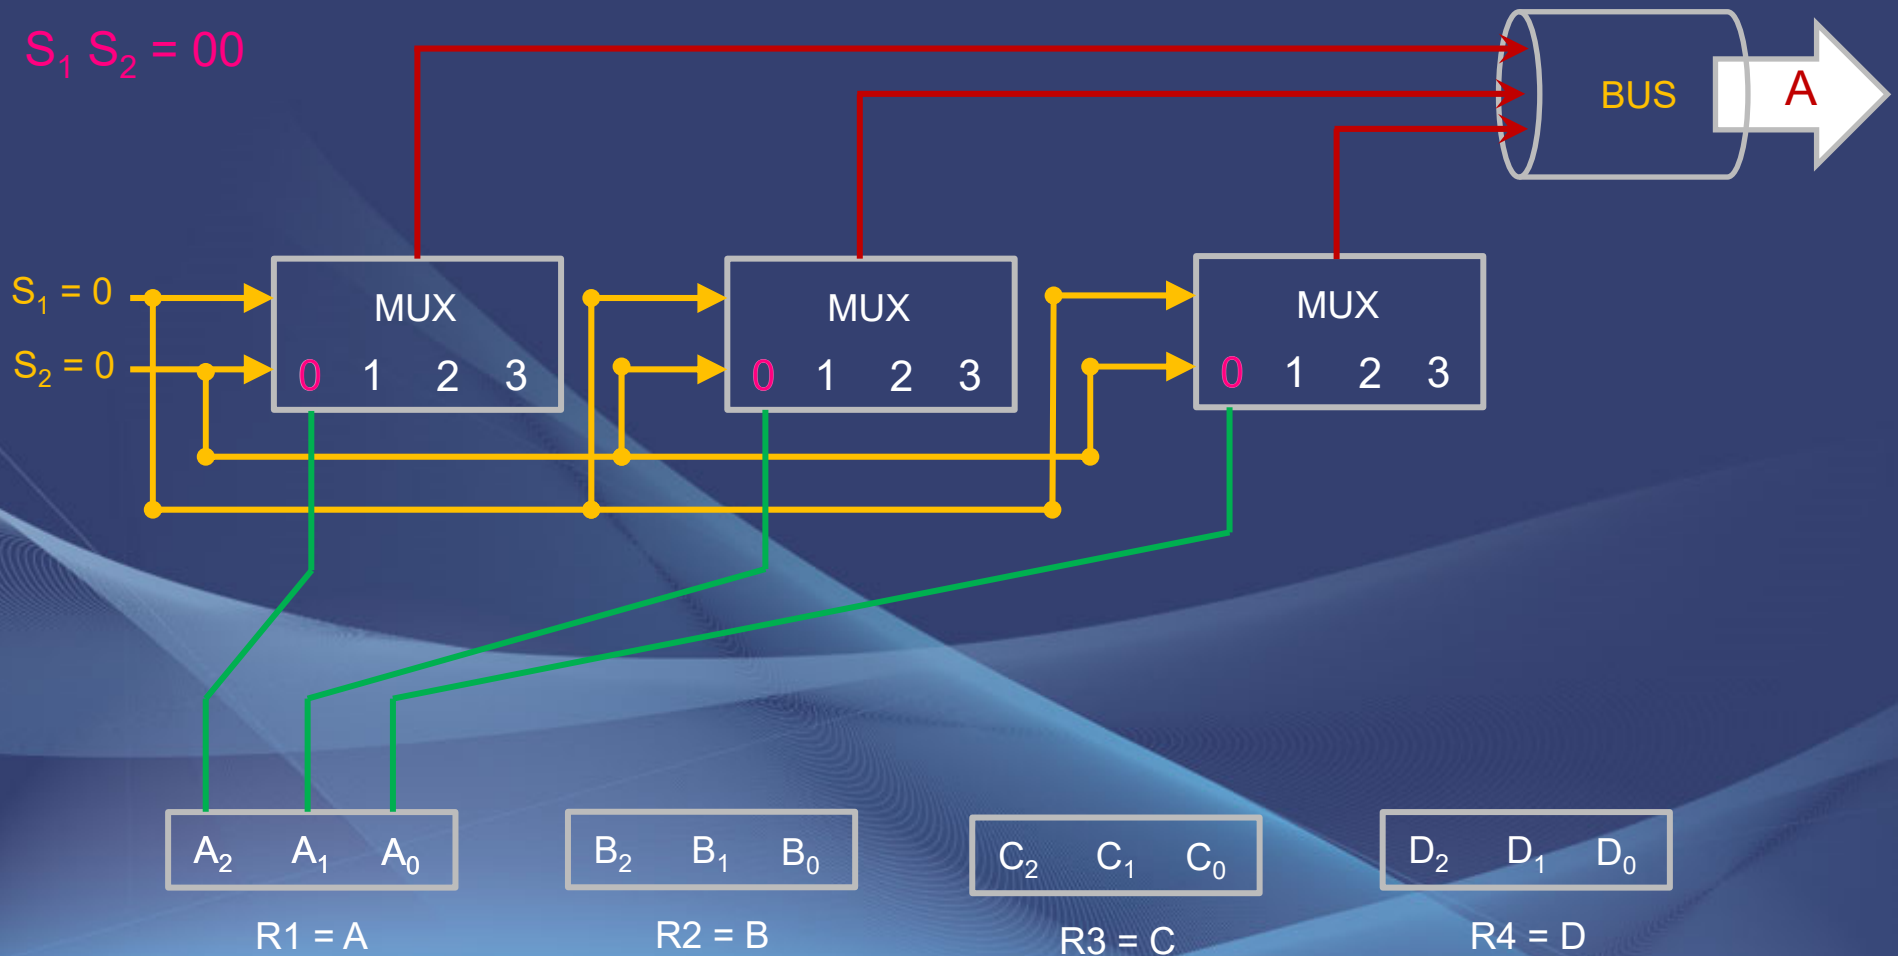 S₁ S₂ = 00
BUS
A
S₁ = 0
MUX
MUX
MUX
S₂ = 0
0 1 2 3
0 1 2 3
0 1 2 3
A₂ A₁ A₀
B₂ B₁ B₀
C₂ C₁ C₀
D₂ D₁ D₀
R1 = A
R2 = B
R3 = C
R4 = D